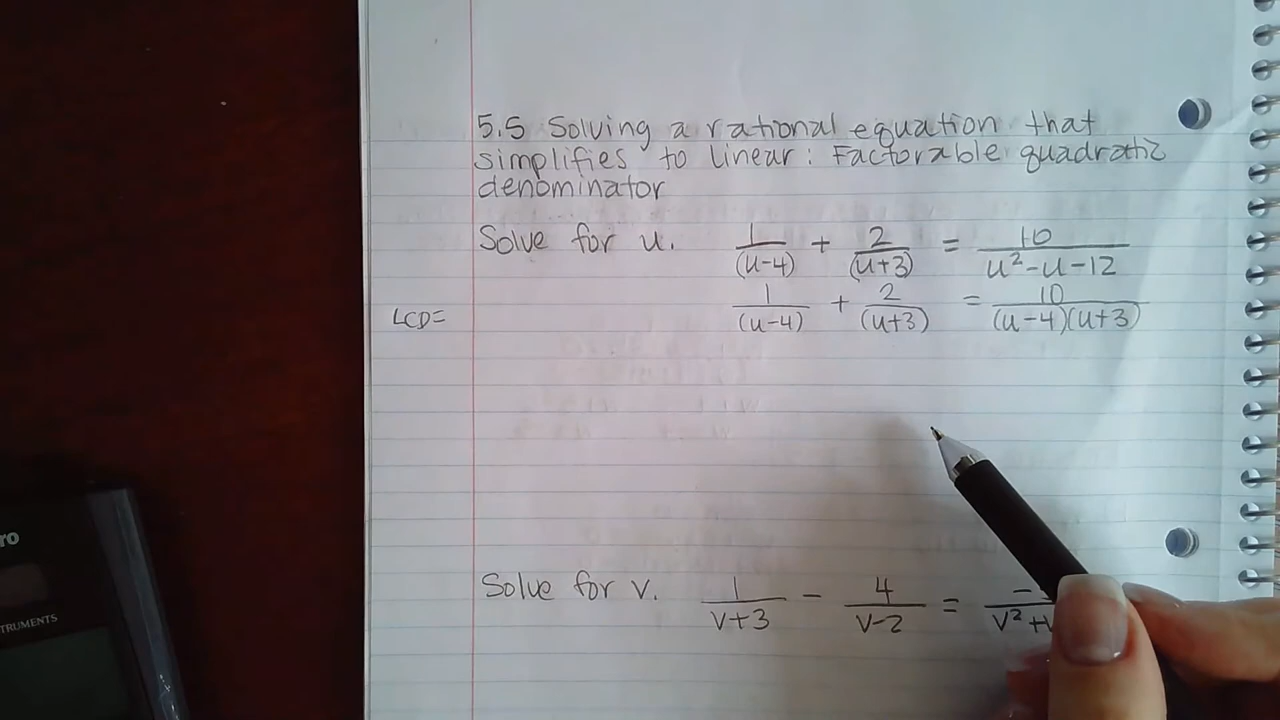 5.5 Solving a rational equation that
simplifies to linear: Factorable quadratic
denominator
Solve for u. 1/(u-4) + 2/(u+3) = 10/u²-u-12
LCD= 1/(u-4) + 2/(u+3) = 10/(u-4)(u+3)
Solve for v. 1/v+3 - 4/v-2 = -/v²+v
ro
TRUMENTS